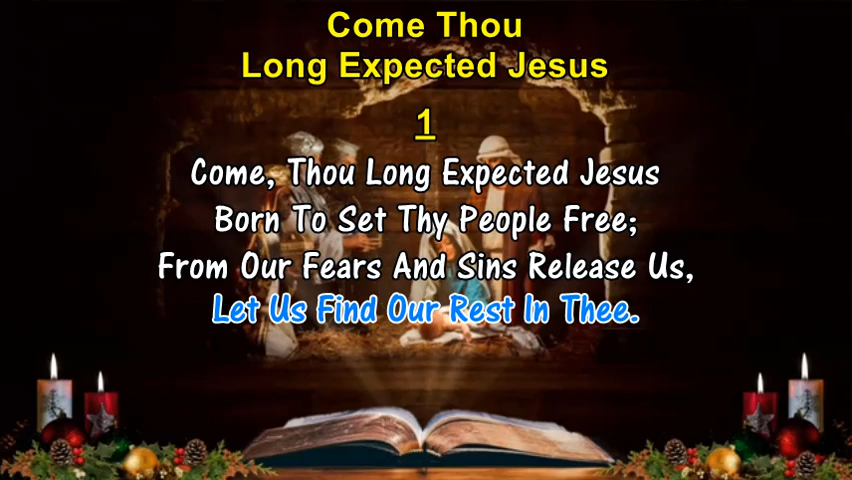 Come Thou
Long Expected Jesus
1
Come, Thou Long Expected Jesus
Born To Set Thy People Free;
From Our Fears And Sins Release Us,
Let Us Find Our Rest In Thee.